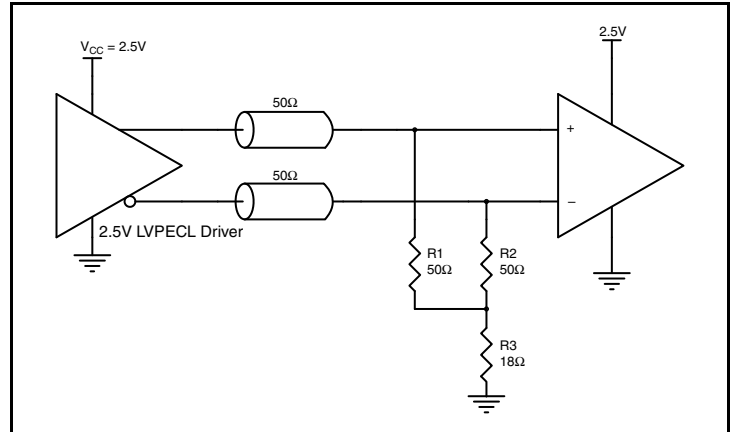 V_CC = 2.5V
2.5V
50Ω
+
50Ω
−
2.5V LVPECL Driver
R1
50Ω
R2
50Ω
R3
18Ω